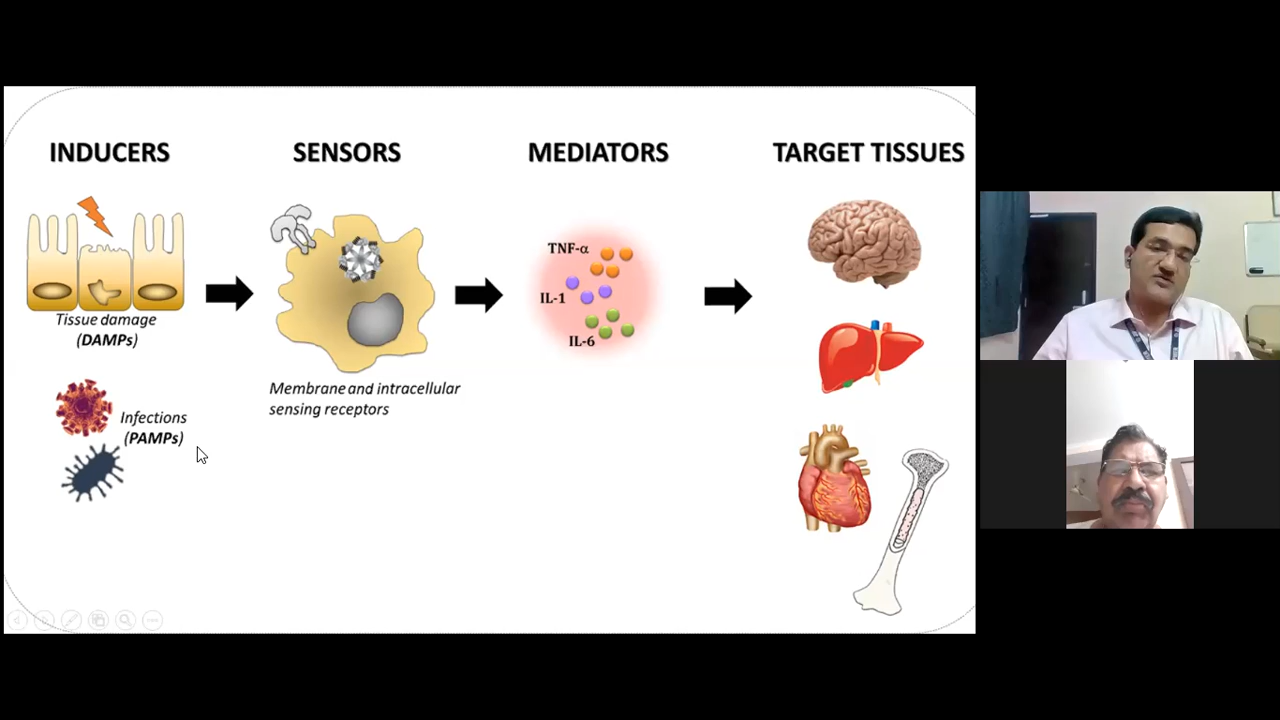 INDUCERS
SENSORS
MEDIATORS
TARGET TISSUES
Tissue damage
(DAMPs)
Infections
(PAMPs)
Membrane and intracellular
sensing receptors
TNF-α
IL-1
IL-6